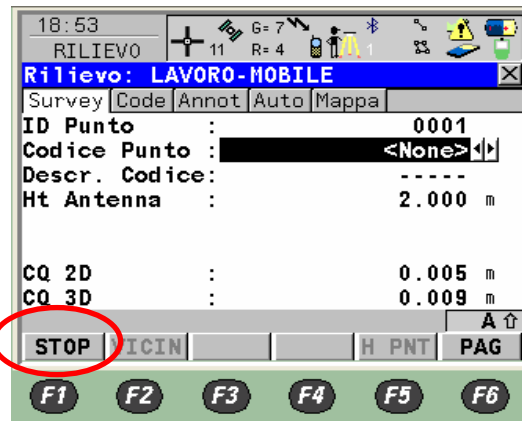 18:53
RILIEVO
11
G= 7
R= 4
1
Rilievo: LAVORO-MOBILE
Survey Code Annot Auto Mappa
ID Punto : 0001
Codice Punto : <None>
Descr. Codice: -----
Ht Antenna : 2.000 m
CQ 2D : 0.005 m
CQ 3D : 0.009 m
A
STOP VICIN H PNT PAG
F1 F2 F3 F4 F5 F6